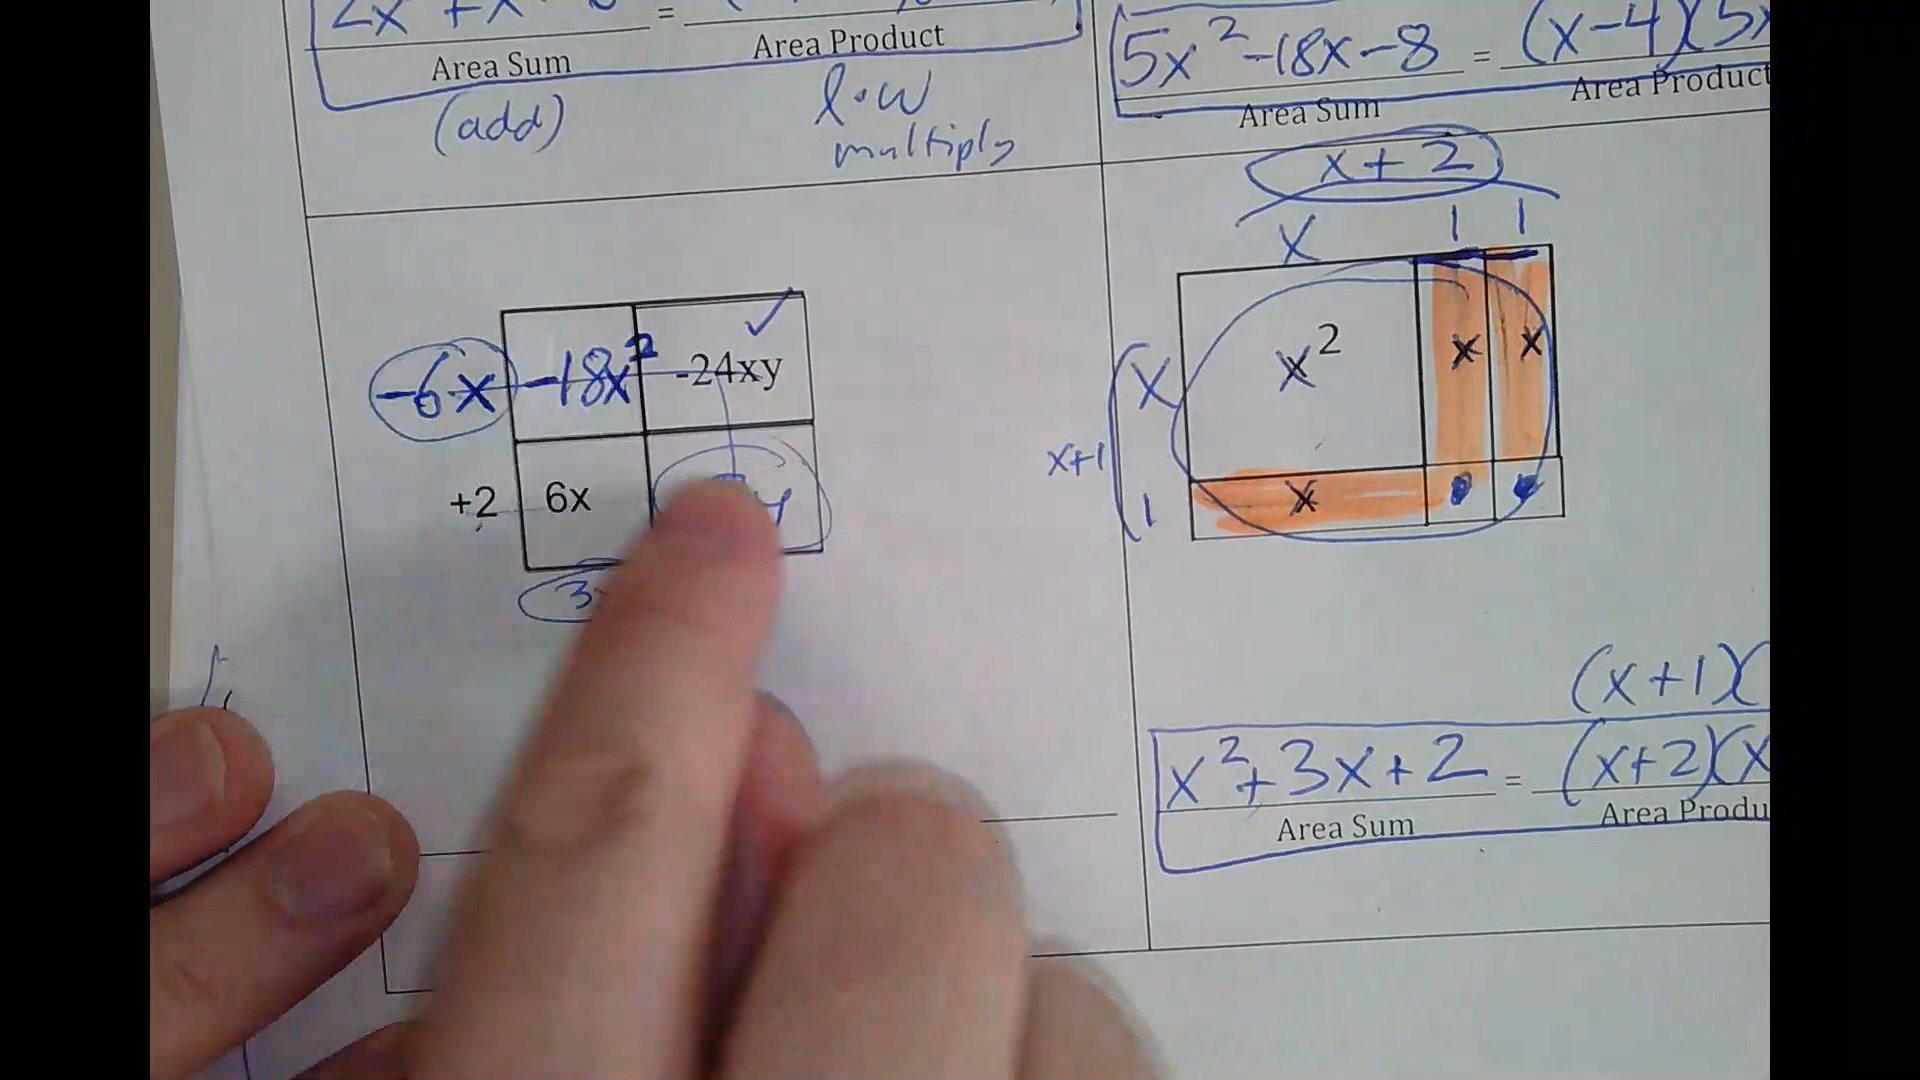 =
Area Sum
Area Product
(add)
l·w
multiply
5x²-18x-8 = (x-4)(5x
Area Sum
Area Product
x+2
x 1 1
-6x -18x² -24xy
+2 6x
x x² x x
x+1
1 x
(x+1)(
x²+3x+2 = (x+2)(x
Area Sum
Area Produ